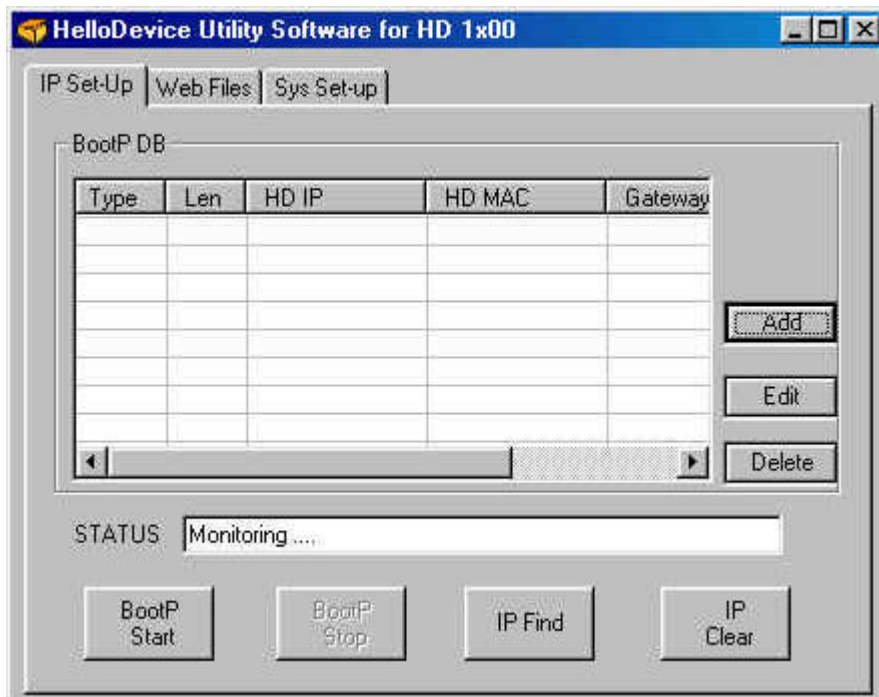 HelloDevice Utility Software for HD 1x00
IP Set-Up Web Files Sys Set-up
BootP DB
Type Len HD IP HD MAC Gateway
Add
Edit
Delete
STATUS Monitoring ....
BootP Start
BootP Stop
IP Find
IP Clear